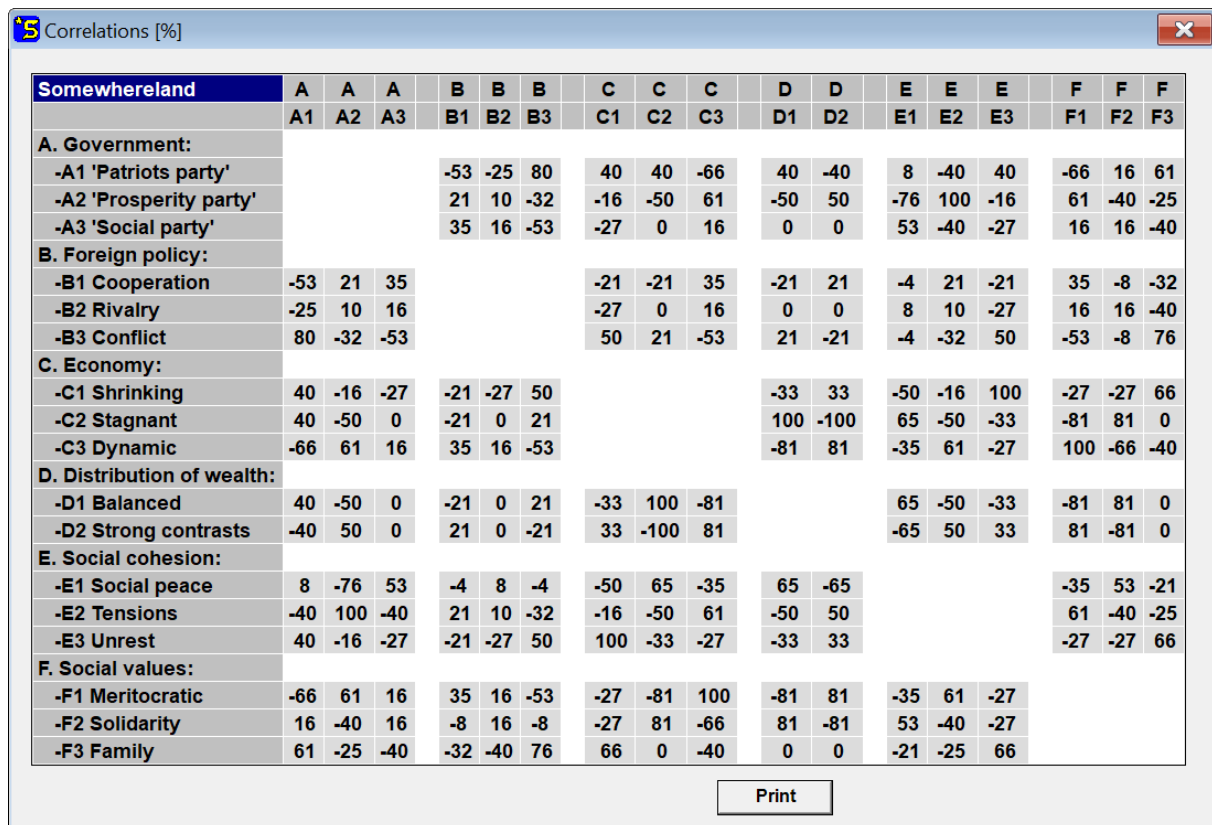 *S Correlations [%]
Somewhereland A A A B B B C C C D D E E E F F F
A1 A2 A3 B1 B2 B3 C1 C2 C3 D1 D2 E1 E2 E3 F1 F2 F3
A. Government:
-A1 'Patriots party' -53 -25 80 40 40 -66 40 -40 8 -40 40 -66 16 61
-A2 'Prosperity party' 21 10 -32 -16 -50 61 -50 50 -76 100 -16 61 -40 -25
-A3 'Social party' 35 16 -53 -27 0 16 0 0 53 -40 -27 16 16 -40
B. Foreign policy:
-B1 Cooperation -53 21 35 -21 -21 35 -21 21 -4 21 -21 35 -8 -32
-B2 Rivalry -25 10 16 -27 0 16 0 0 8 10 -27 16 16 -40
-B3 Conflict 80 -32 -53 50 21 -53 21 -21 -4 -32 50 -53 -8 76
C. Economy:
-C1 Shrinking 40 -16 -27 -21 -27 50 -33 33 -50 -16 100 -27 -27 66
-C2 Stagnant 40 -50 0 -21 0 21 100 -100 65 -50 -33 -81 81 0
-C3 Dynamic -66 61 16 35 16 -53 -81 81 -35 61 -27 100 -66 -40
D. Distribution of wealth:
-D1 Balanced 40 -50 0 -21 0 21 -33 100 -81 65 -50 -33 -81 81 0
-D2 Strong contrasts -40 50 0 21 0 -21 33 -100 81 -65 50 33 81 -81 0
E. Social cohesion:
-E1 Social peace 8 -76 53 -4 8 -4 -50 65 -35 65 -65 -35 53 -21
-E2 Tensions -40 100 -40 21 10 -32 -16 -50 61 -50 50 61 -40 -25
-E3 Unrest 40 -16 -27 -21 -27 50 100 -33 -27 -33 33 -27 -27 66
F. Social values:
-F1 Meritocratic -66 61 16 35 16 -53 -27 -81 100 -81 81 -35 61 -27
-F2 Solidarity 16 -40 16 -8 16 -8 -27 81 -66 81 -81 53 -40 -27
-F3 Family 61 -25 -40 -32 -40 76 66 0 -40 0 0 -21 -25 66
Print